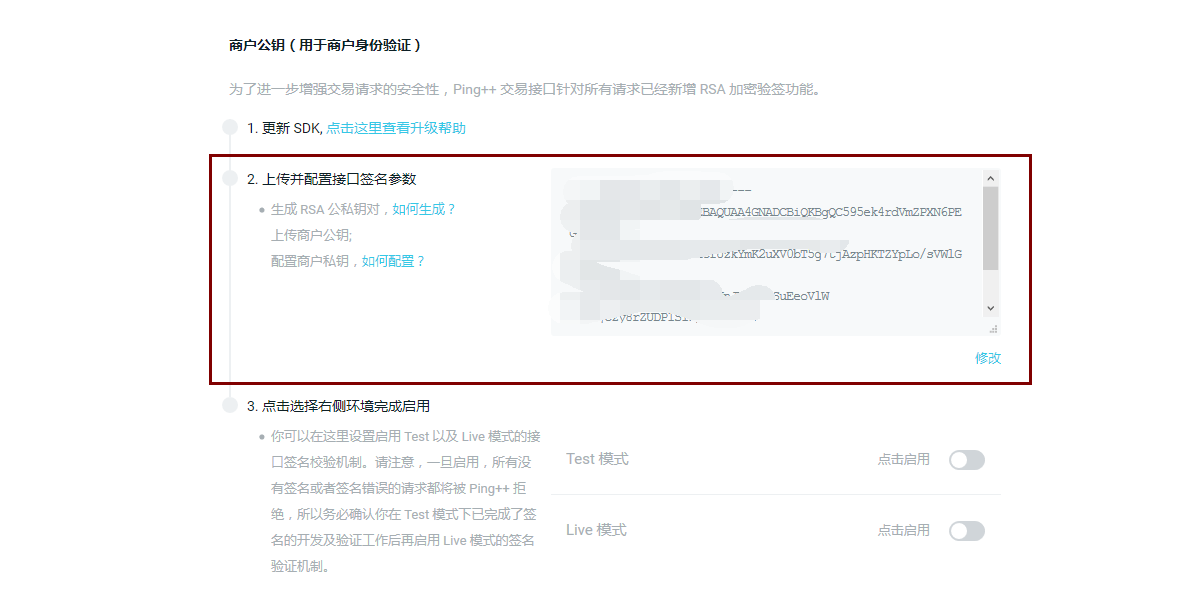 商户公钥（用于商户身份验证）
为了进一步增强交易请求的安全性，Ping++ 交易接口针对所有请求已经新增 RSA 加密验签功能。
1. 更新 SDK, 点击这里查看升级帮助
2. 上传并配置接口签名参数
生成 RSA 公私钥对，如何生成？
上传商户公钥;
配置商户私钥，如何配置？
修改
3. 点击选择右侧环境完成启用
你可以在这里设置启用 Test 以及 Live 模式的接
口签名校验机制。请注意，一旦启用，所有没
有签名或者签名错误的请求都将被 Ping++ 拒
绝，所以务必确认你在 Test 模式下已完成了签
名的开发及验证工作后再启用 Live 模式的签名
验证机制。
Test 模式 点击启用
Live 模式 点击启用